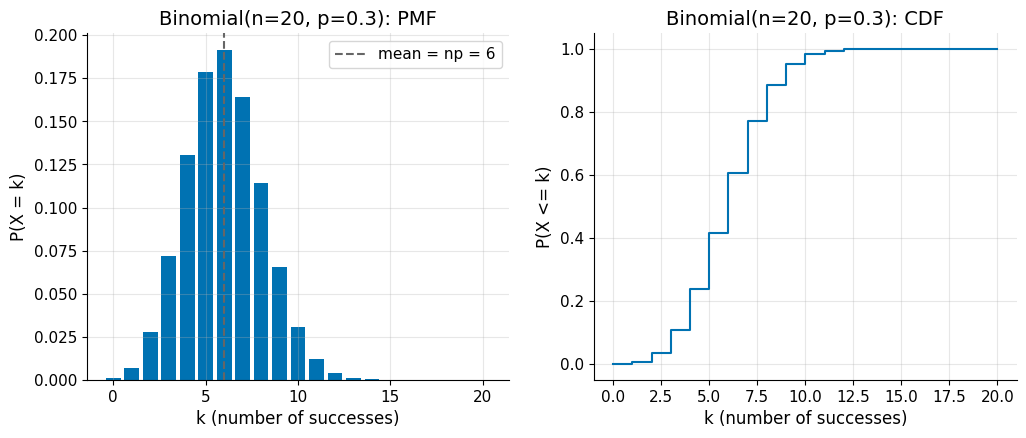 Binomial(n=20, p=0.3): PMF
mean = np = 6
0.200
0.175
0.150
0.125
0.100
0.075
0.050
0.025
0.000
P(X = k)
0 5 10 15 20
k (number of successes)
Binomial(n=20, p=0.3): CDF
1.0
0.8
0.6
0.4
0.2
0.0
P(X <= k)
0.0 2.5 5.0 7.5 10.0 12.5 15.0 17.5 20.0
k (number of successes)